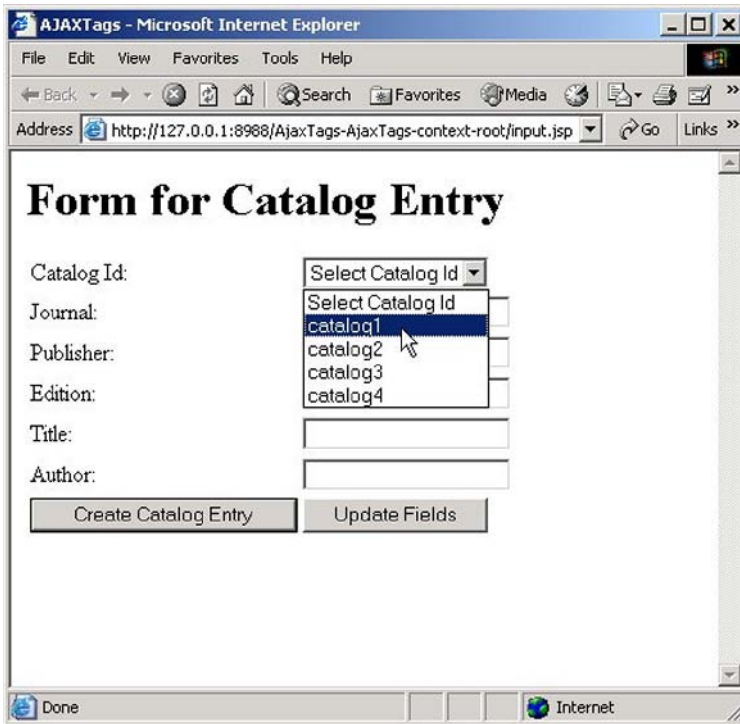 AJAXTags - Microsoft Internet Explorer
File Edit View Favorites Tools Help
Back Search Favorites Media »
Address http://127.0.0.1:8988/AjaxTags-AjaxTags-context-root/input.jsp Go Links »
Form for Catalog Entry
Catalog Id: Select Catalog Id
Select Catalog Id
Journal:
catalog1
Publisher: catalog2
catalog3
Edition: catalog4
Title:
Author:
Create Catalog Entry Update Fields
Done Internet